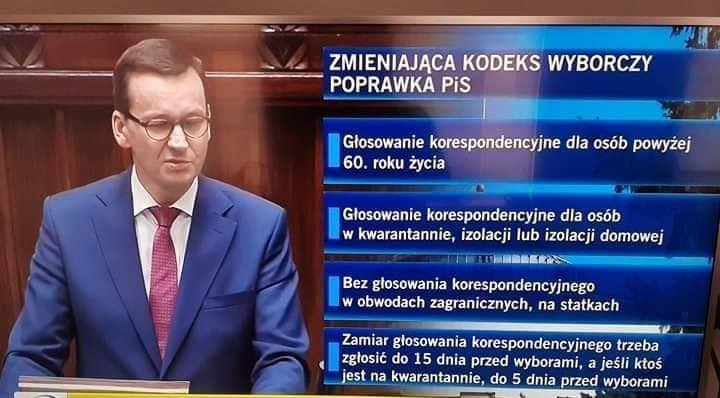 ZMIENIAJĄCA KODEKS WYBORCZY
POPRAWKA PiS
Głosowanie korespondencyjne dla osób powyżej
60. roku życia
Głosowanie korespondencyjne dla osób
w kwarantannie, izolacji lub izolacji domowej
Bez głosowania korespondencyjnego
w obwodach zagranicznych, na statkach
Zamiar głosowania korespondencyjnego trzeba
zgłosić do 15 dnia przed wyborami, a jeśli ktoś
jest na kwarantannie, do 5 dnia przed wyborami